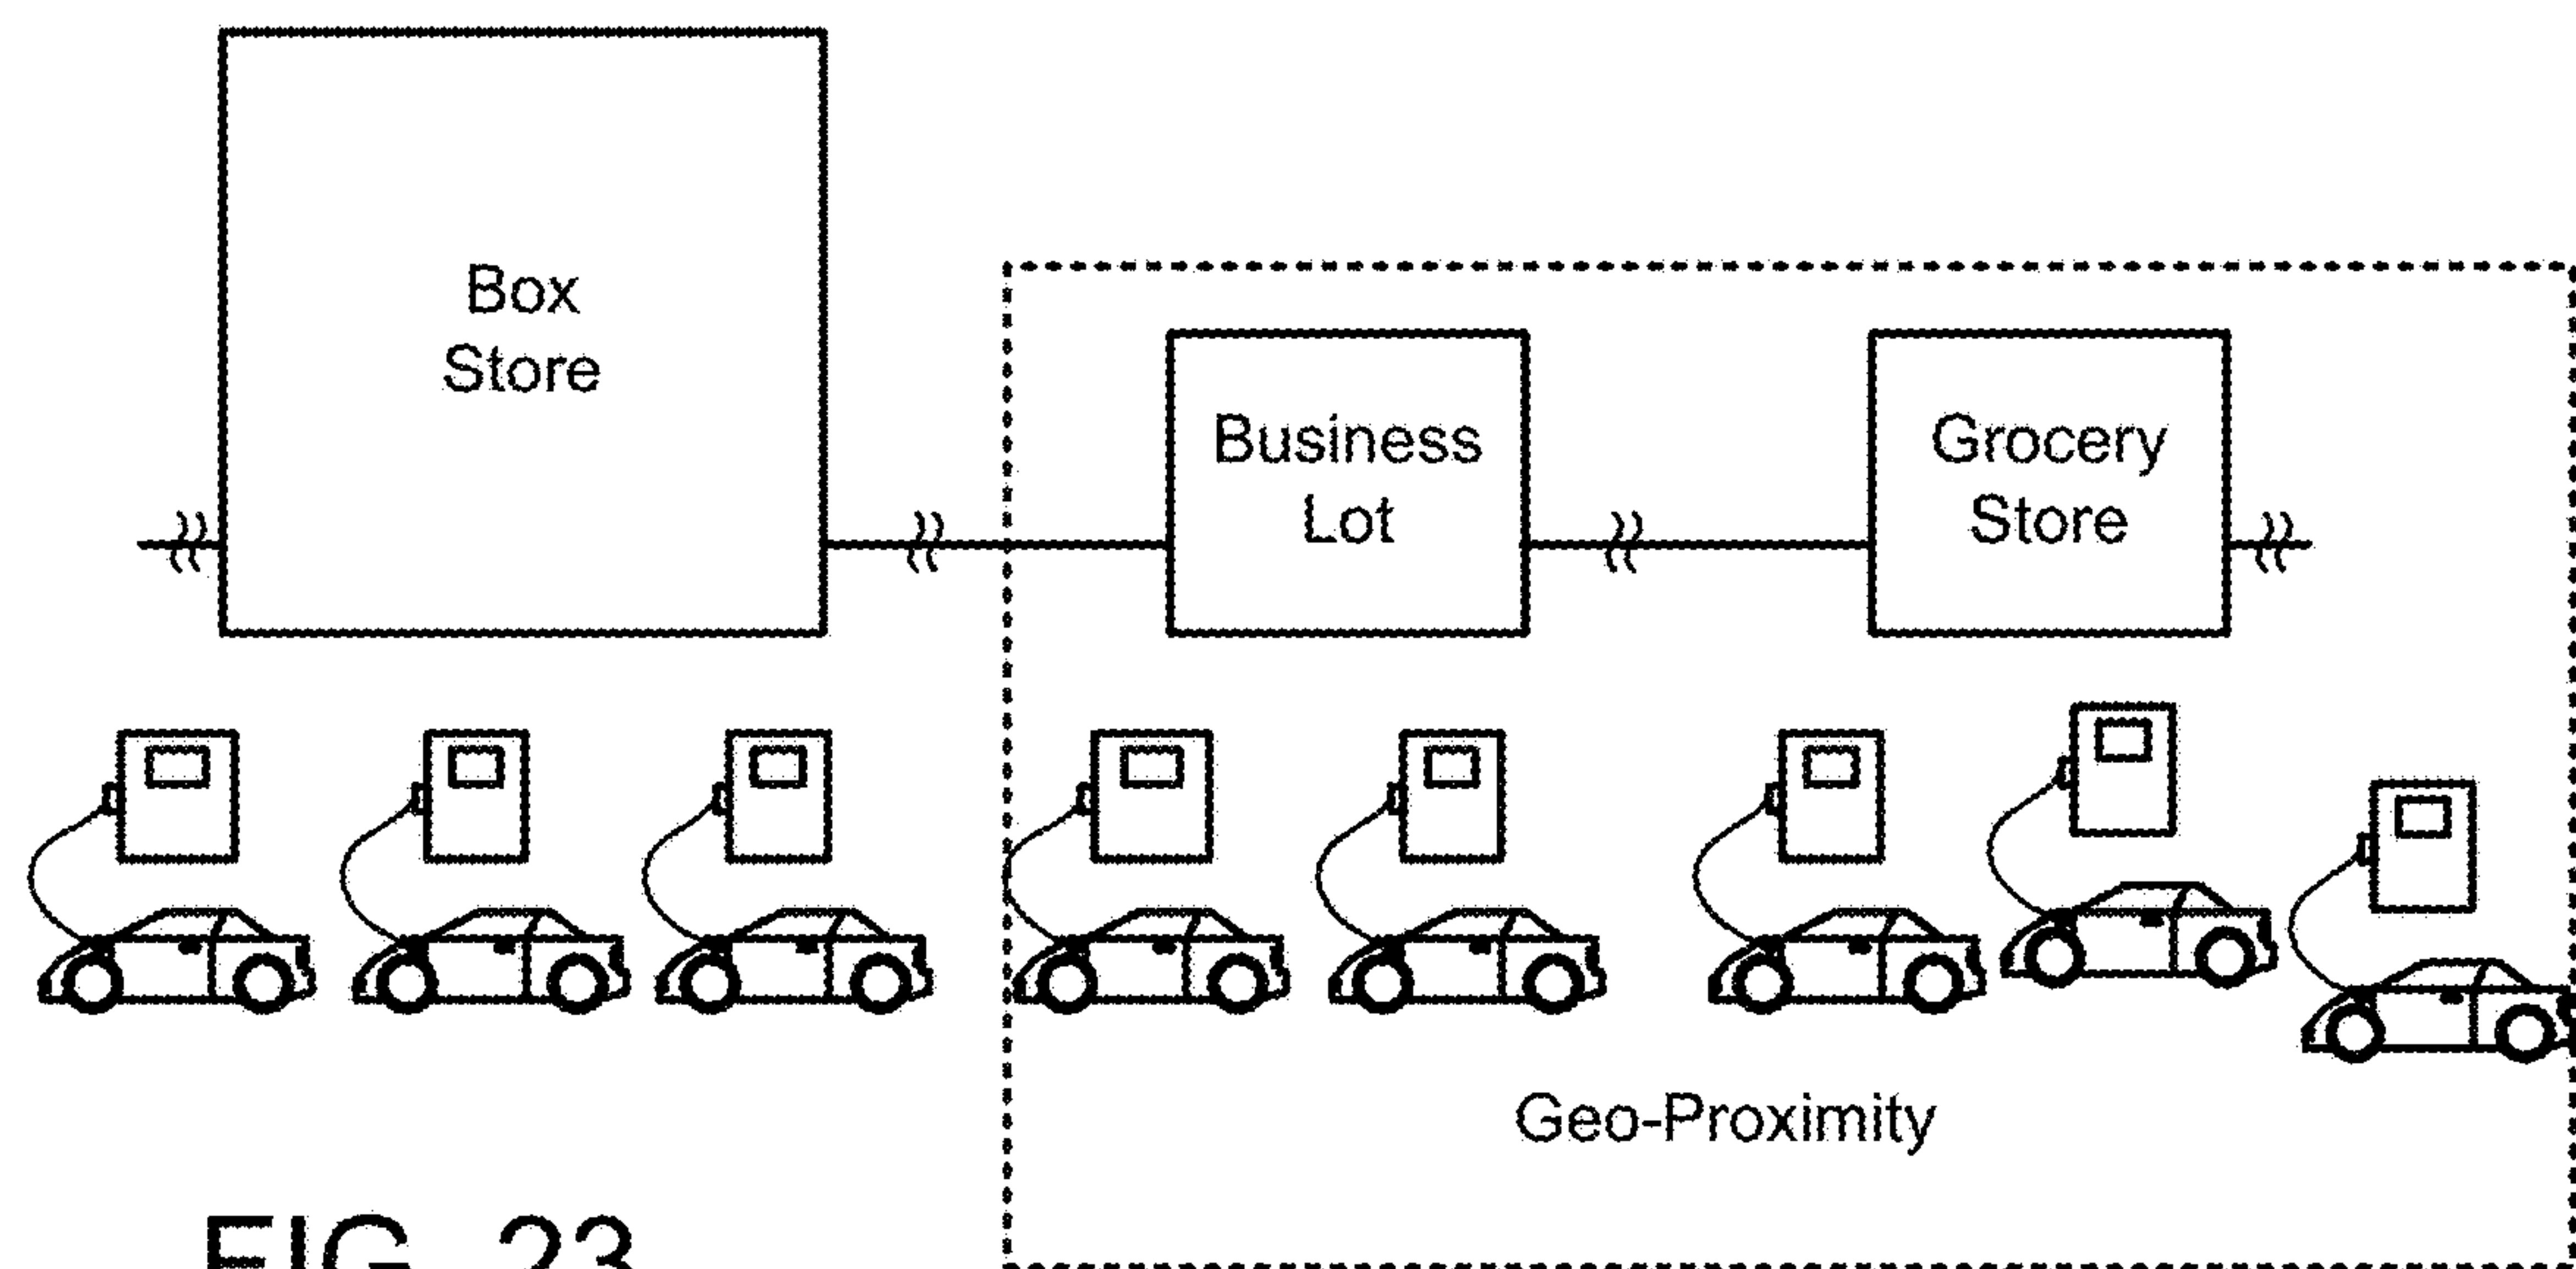 Box
Store
Business
Lot
Grocery
Store
Geo-Proximity
FIG. 23